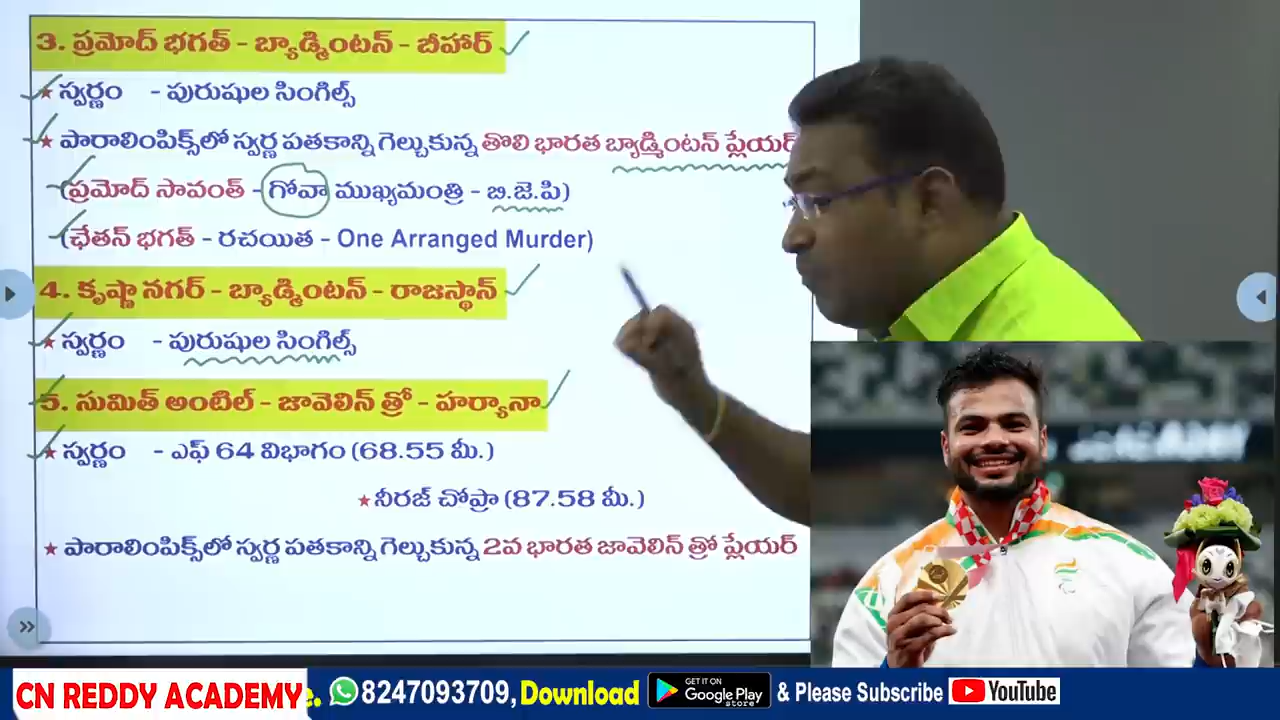 3. ప్రమోద్ భగత్ - బ్యాడ్మింటన్ - బీహార్
★ స్వర్ణం - పురుషుల సింగిల్స్
★ పారాలింపిక్స్‌లో స్వర్ణ పతకాన్ని గెల్చుకున్న తొలి భారత బ్యాడ్మింటన్ ప్లేయర్
(ప్రమోద్ సావంత్ - గోవా ముఖ్యమంత్రి - బి.జె.పి)
(ఛేతన్ భగత్ - రచయిత - One Arranged Murder)
4. కృష్ణా నగర్ - బ్యాడ్మింటన్ - రాజస్థాన్
★ స్వర్ణం - పురుషుల సింగిల్స్
5. సుమిత్ అంటిల్ - జావెలిన్ త్రో - హర్యానా
★ స్వర్ణం - ఎఫ్ 64 విభాగం (68.55 మీ.)
★ నీరజ్ చోప్రా (87.58 మీ.)
★ పారాలింపిక్స్‌లో స్వర్ణ పతకాన్ని గెల్చుకున్న 2వ భారత జావెలిన్ త్రో ప్లేయర్
CN REDDY ACADEMY e. 8247093709, Download GET IT ON Google Play store & Please Subscribe YouTube